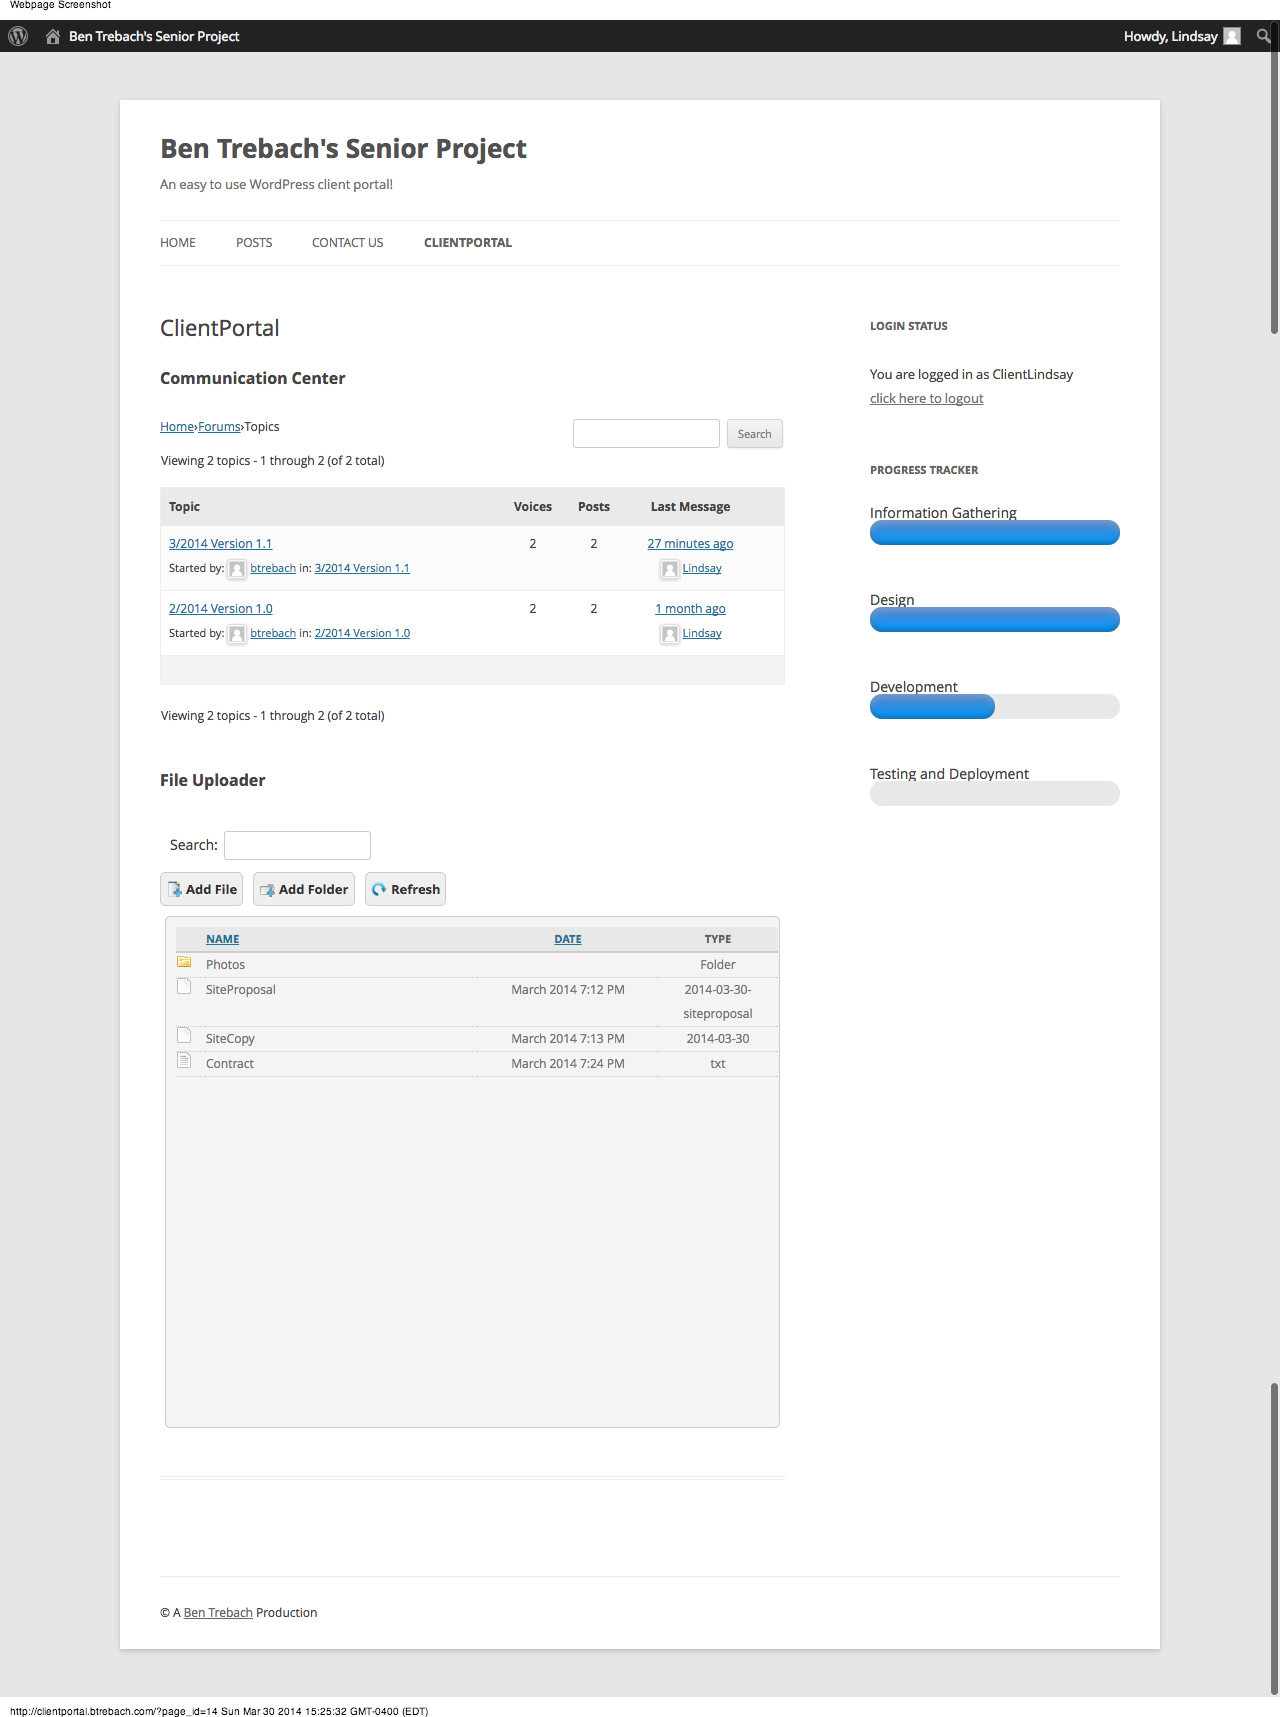 Webpage Screenshot
Ben Trebach's Senior Project
Howdy, Lindsay
Ben Trebach's Senior Project
An easy to use WordPress client portal!
HOME POSTS CONTACT US CLIENTPORTAL
ClientPortal
Communication Center
Home›Forums›Topics
Search
Viewing 2 topics - 1 through 2 (of 2 total)
Topic Voices Posts Last Message
3/2014 Version 1.1 2 2 27 minutes ago
Started by: btrebach in: 3/2014 Version 1.1 Lindsay
2/2014 Version 1.0 2 2 1 month ago
Started by: btrebach in: 2/2014 Version 1.0 Lindsay
Viewing 2 topics - 1 through 2 (of 2 total)
File Uploader
Search:
Add File Add Folder Refresh
NAME DATE TYPE
Photos Folder
SiteProposal March 2014 7:12 PM 2014-03-30-
siteproposal
SiteCopy March 2014 7:13 PM 2014-03-30
Contract March 2014 7:24 PM txt
LOGIN STATUS
You are logged in as ClientLindsay
click here to logout
PROGRESS TRACKER
Information Gathering
Design
Development
Testing and Deployment
© A Ben Trebach Production
http://clientportal.btrebach.com/?page_id=14 Sun Mar 30 2014 15:25:32 GMT-0400 (EDT)